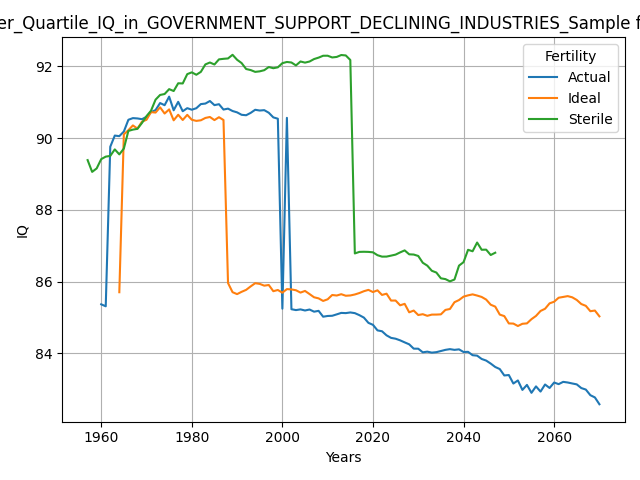 er_Quartile_IQ_in_GOVERNMENT_SUPPORT_DECLINING_INDUSTRIES_Sample f
Fertility
Actual
Ideal
Sterile
IQ
92
90
88
86
84
1960 1980 2000 2020 2040 2060
Years